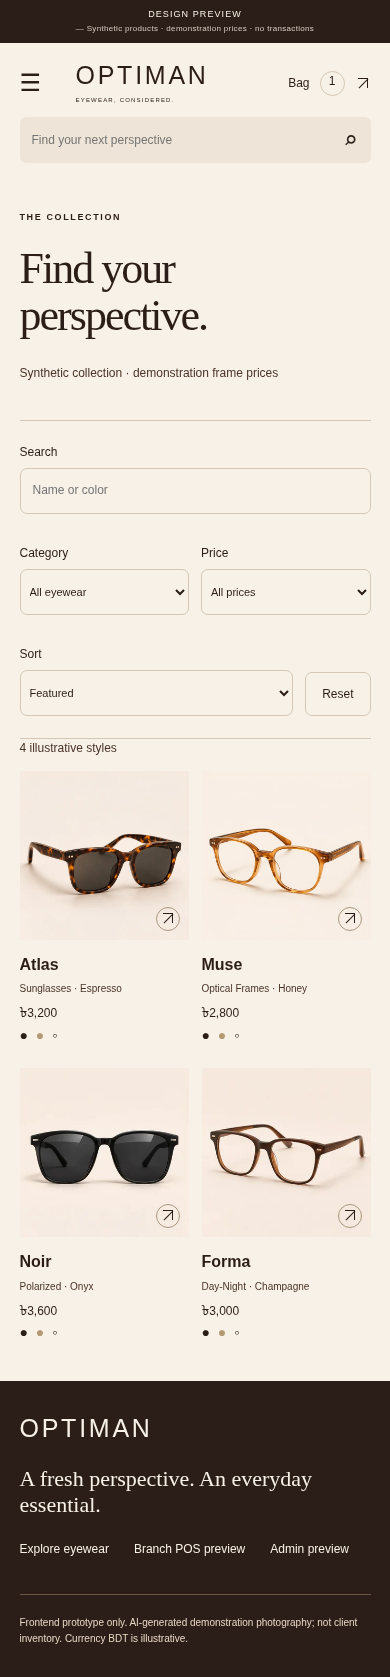 DESIGN PREVIEW
— Synthetic products · demonstration prices · no transactions
OPTIMAN
EYEWEAR, CONSIDERED.
Bag 1
Find your next perspective
THE COLLECTION
Find your
perspective.
Synthetic collection · demonstration frame prices
Search
Name or color
Category Price
All eyewear All prices
Sort
Featured Reset
4 illustrative styles
Atlas Muse
Sunglasses · Espresso Optical Frames · Honey
৳3,200 ৳2,800
Noir Forma
Polarized · Onyx Day-Night · Champagne
৳3,600 ৳3,000
OPTIMAN
A fresh perspective. An everyday
essential.
Explore eyewear Branch POS preview Admin preview
Frontend prototype only. AI-generated demonstration photography; not client
inventory. Currency BDT is illustrative.